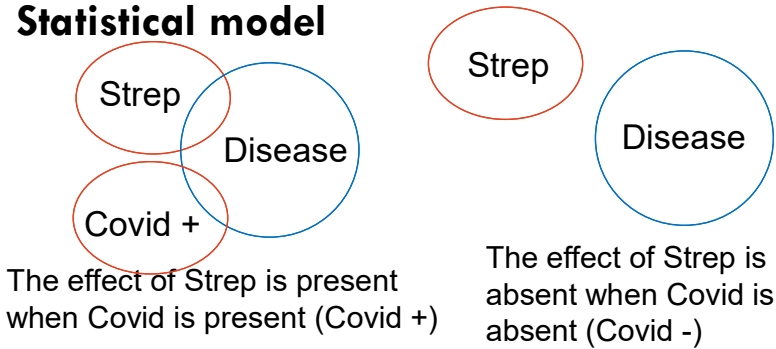 Statistical model
Strep
Disease
Covid +
The effect of Strep is present
when Covid is present (Covid +)
Strep
Disease
The effect of Strep is
absent when Covid is
absent (Covid -)